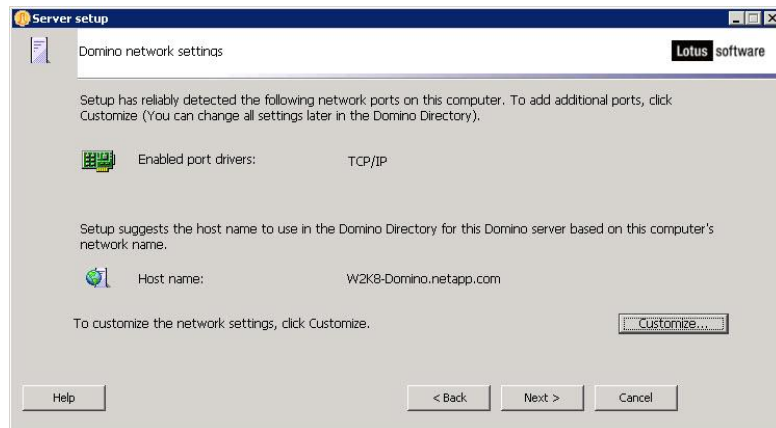 Server setup
Domino network settings
Lotus software
Setup has reliably detected the following network ports on this computer. To add additional ports, click
Customize (You can change all settings later in the Domino Directory).
Enabled port drivers: TCP/IP
Setup suggests the host name to use in the Domino Directory for this Domino server based on this computer's
network name.
Host name: W2K8-Domino.netapp.com
To customize the network settings, click Customize.
Customize...
Help
< Back
Next >
Cancel